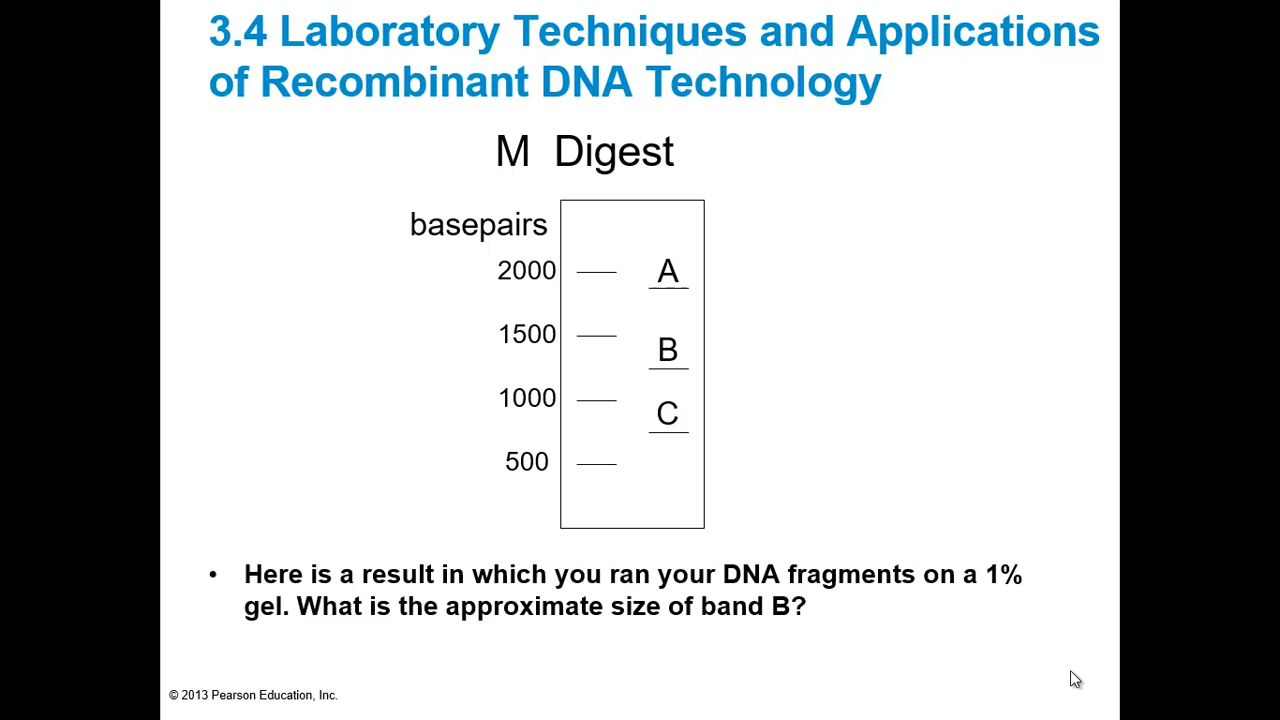 3.4 Laboratory Techniques and Applications
of Recombinant DNA Technology
M Digest
basepairs
2000
A
1500
B
1000
C
500
• Here is a result in which you ran your DNA fragments on a 1%
gel. What is the approximate size of band B?
© 2013 Pearson Education, Inc.